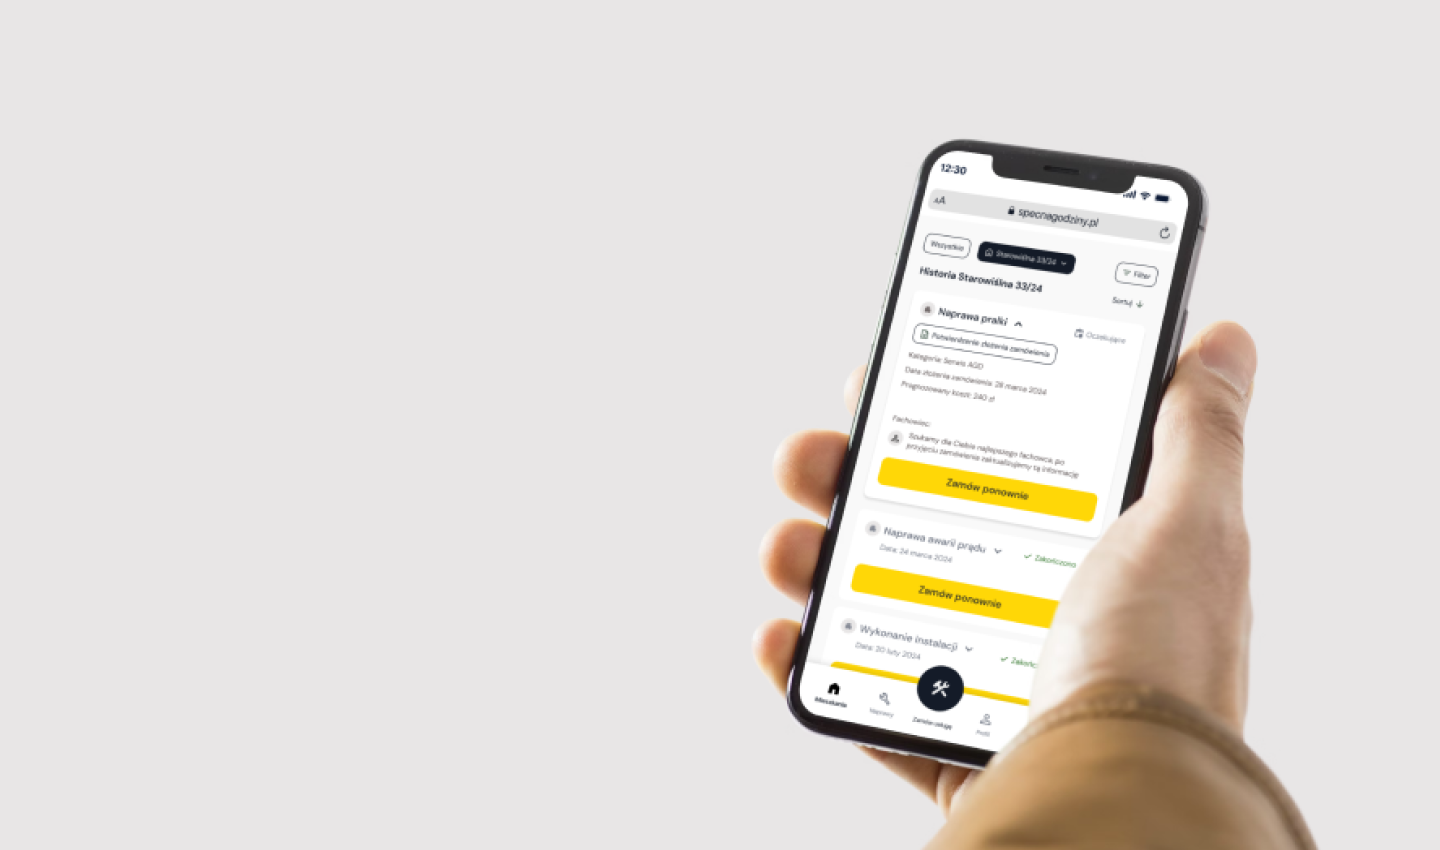 12:30
AA specnagodziny.pl
Wszystkie Starowiślna 33/24 Filter
Historia Starowiślna 33/24 Sortuj
Naprawa pralki Oczekujące
Potwierdzenie złożenia zamówienia
Kategoria: Serwis AGD
Data złożenia zamówienia: 28 marca 2024
Prognozowany koszt: 240 zł
Fachowiec:
Szukamy dla Ciebie najlepszego fachowca, po
przyjęciu zamówienia zaktualizujemy tą informację
Zamów ponownie
Naprawa awarii prądu Zakończono
Data: 24 marca 2024
Zamów ponownie
Wykonanie instalacji Zakońc
Data: 20 luty 2024
Mieszkanie Naprawy Zamów usługę Profil